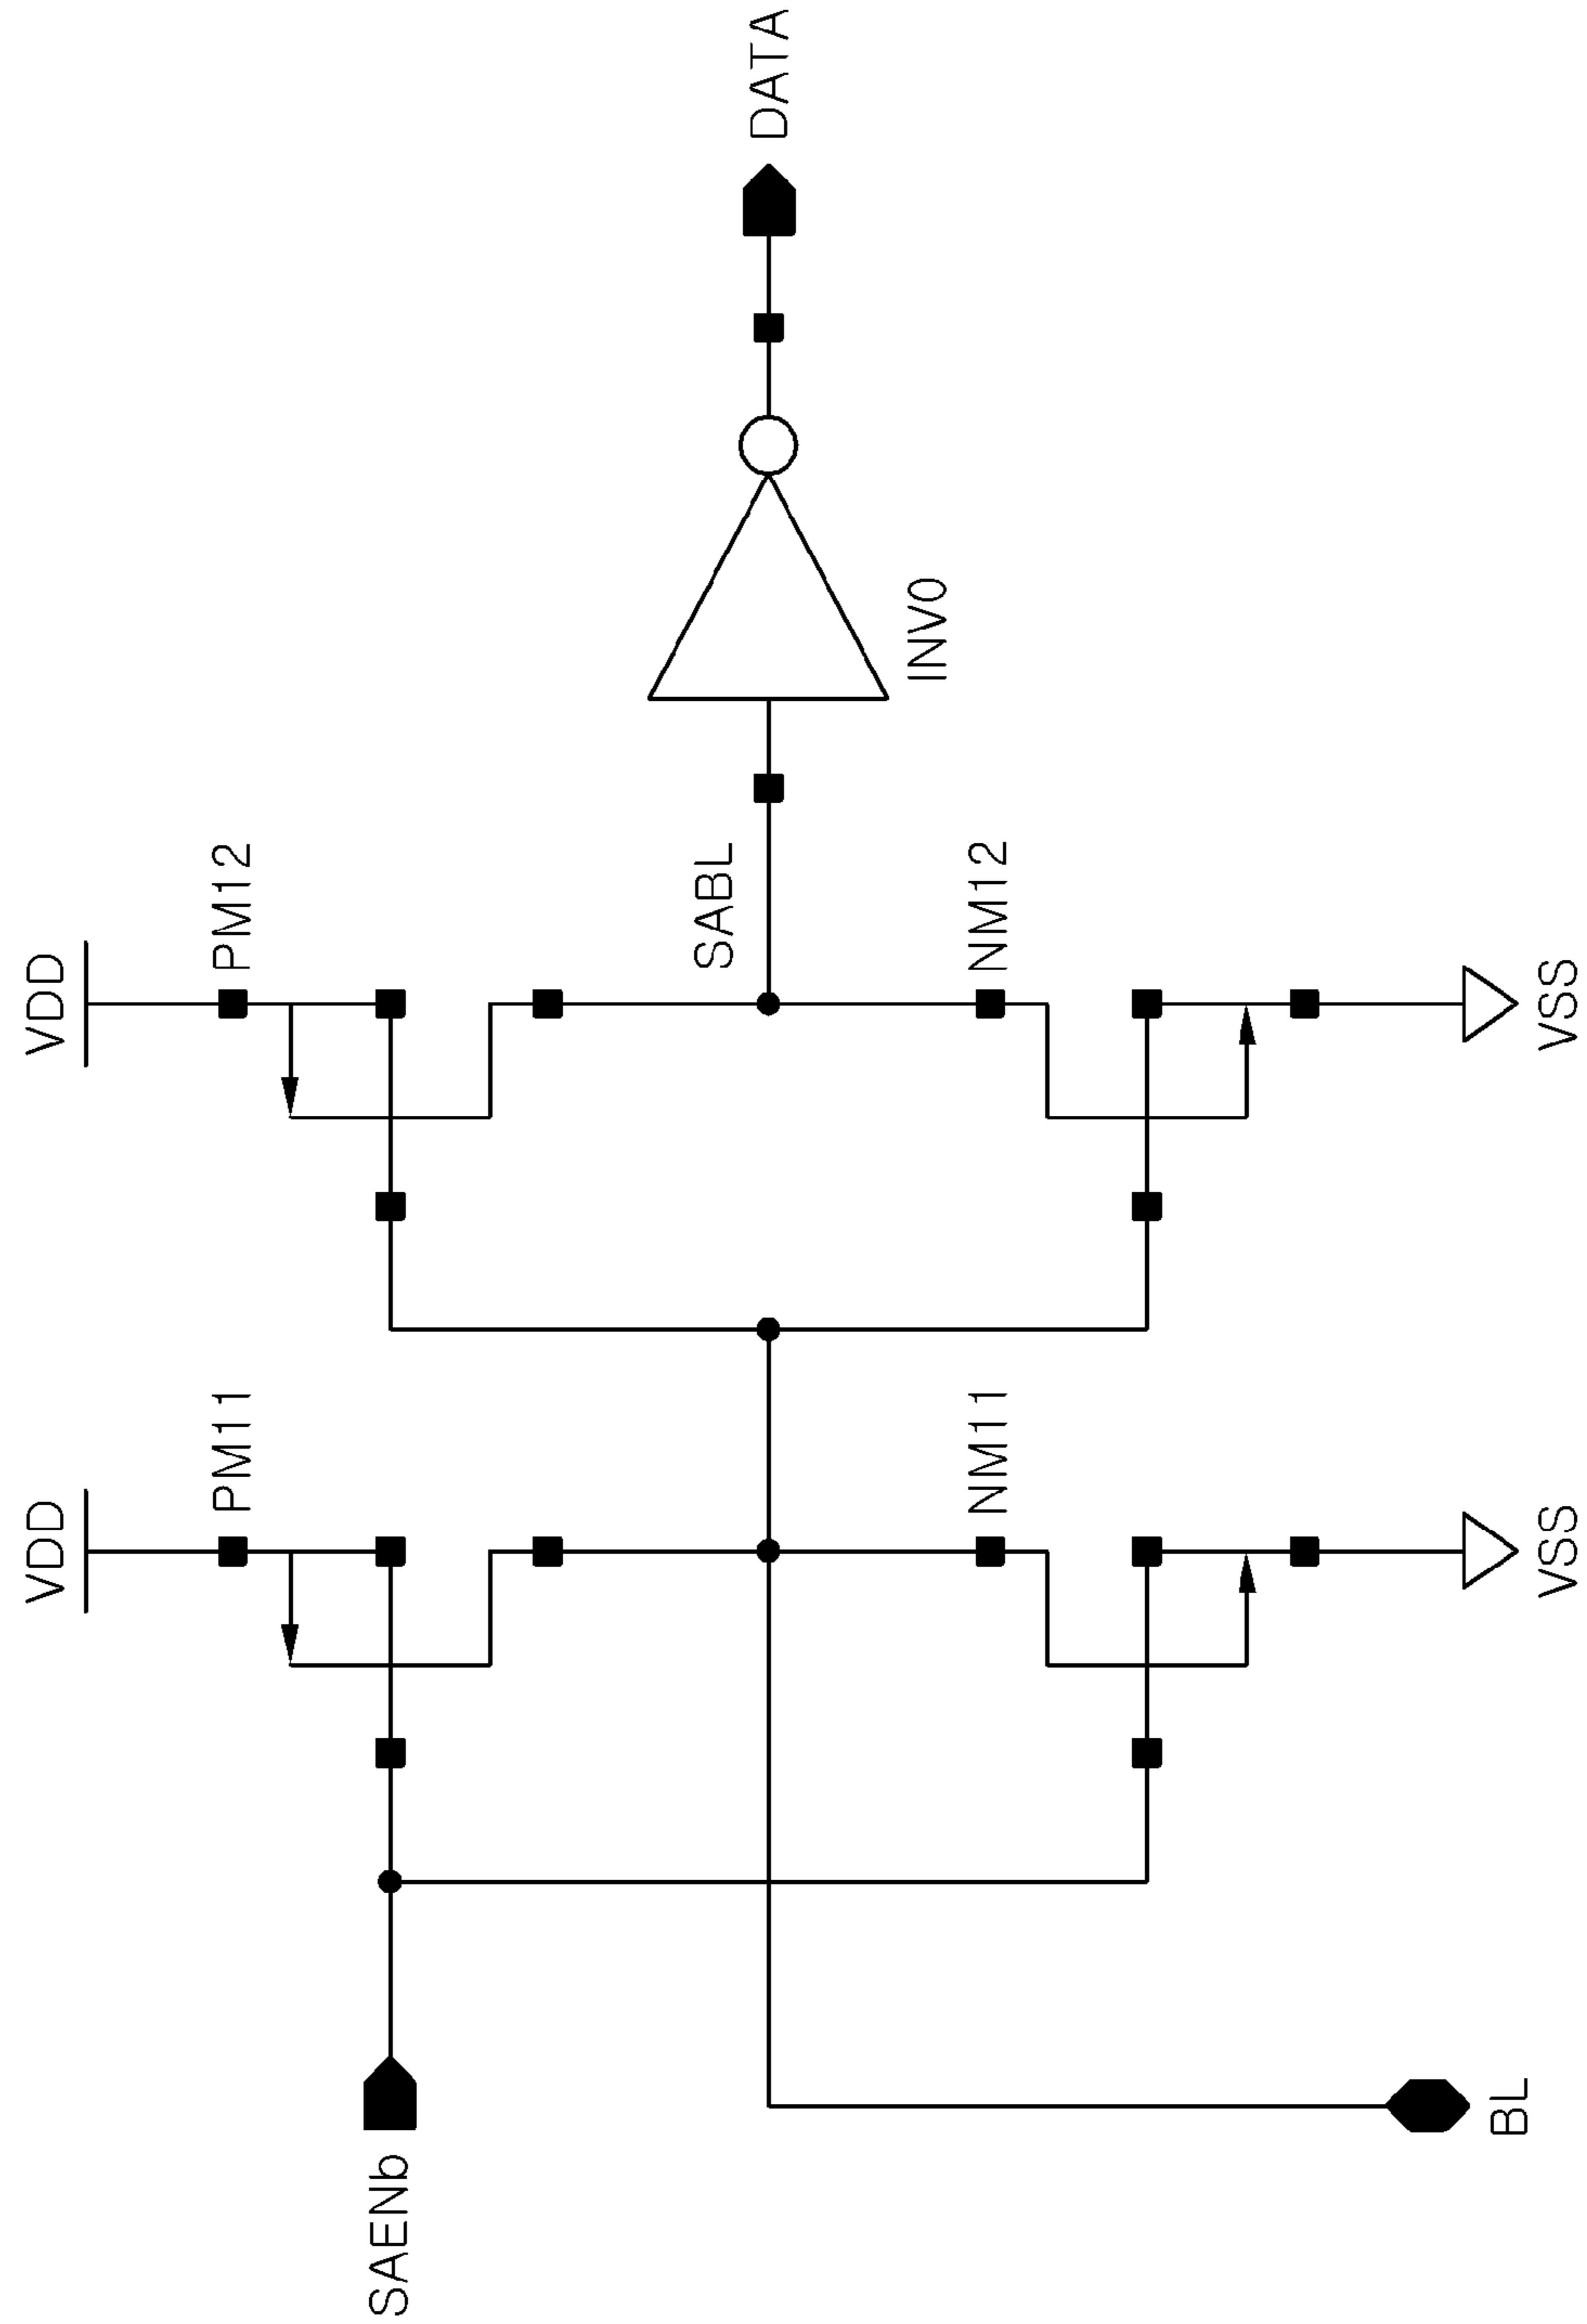 VDD
VDD
PM11
PM12
SAENb
SABL
DATA
INV0
NM11
NM12
BL
VSS
VSS